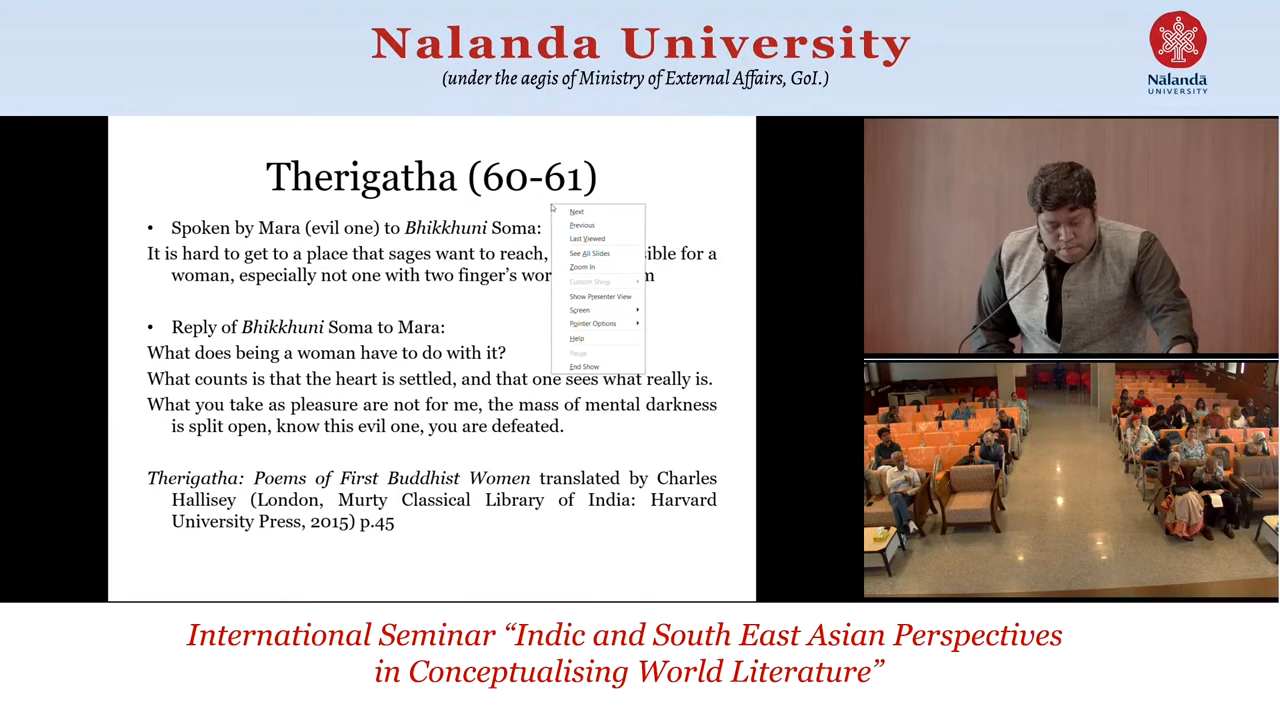 Nalanda University
(under the aegis of Ministry of External Affairs, GoI.)
Nālandā
UNIVERSITY
Therigatha (60-61)
• Spoken by Mara (evil one) to Bhikkhuni Soma:
It is hard to get to a place that sages want to reach, sible for a
woman, especially not one with two finger's
• Reply of Bhikkhuni Soma to Mara:
What does being a woman have to do with it?
What counts is that the heart is settled, and that one sees what really is.
What you take as pleasure are not for me, the mass of mental darkness
is split open, know this evil one, you are defeated.
Therigatha: Poems of First Buddhist Women translated by Charles
Hallisey (London, Murty Classical Library of India: Harvard
University Press, 2015) p.45
Next
Previous
Last Viewed
See All Slides
Zoom In
Custom Show
Show Presenter View
Screen
Pointer Options
Help
Pause
End Show
International Seminar “Indic and South East Asian Perspectives
in Conceptualising World Literature”